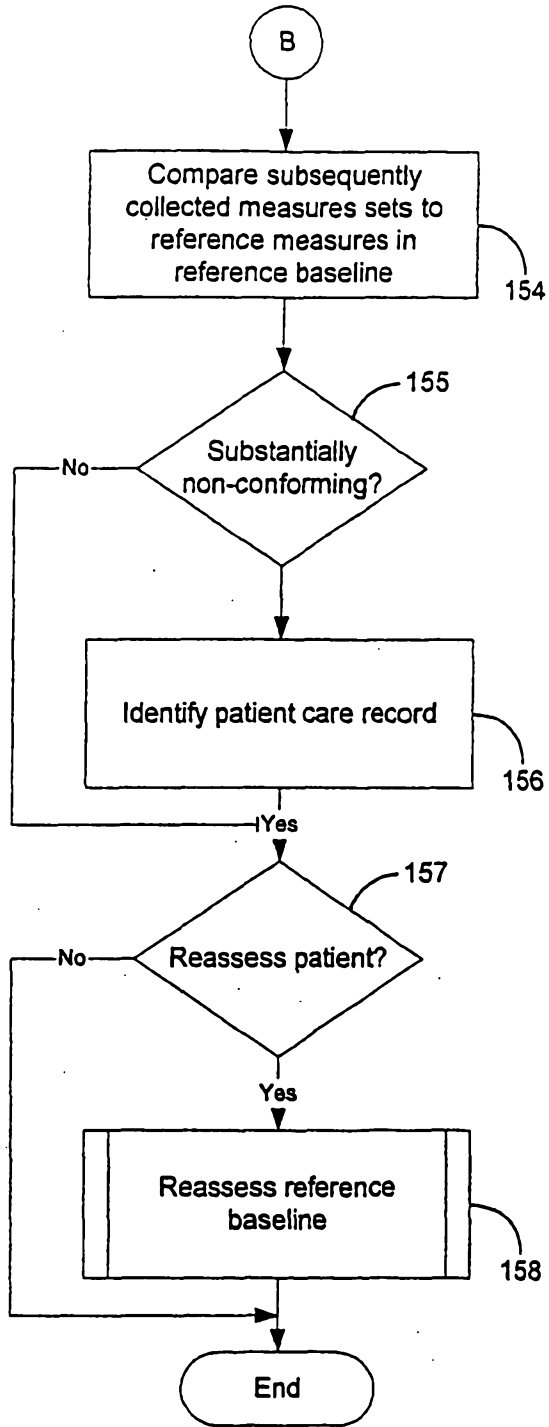 B
Compare subsequently
collected measures sets to
reference measures in
reference baseline
154
155
Substantially
non-conforming?
No
Identify patient care record
156
Yes
157
Reassess patient?
No
Yes
Reassess reference
baseline
158
End